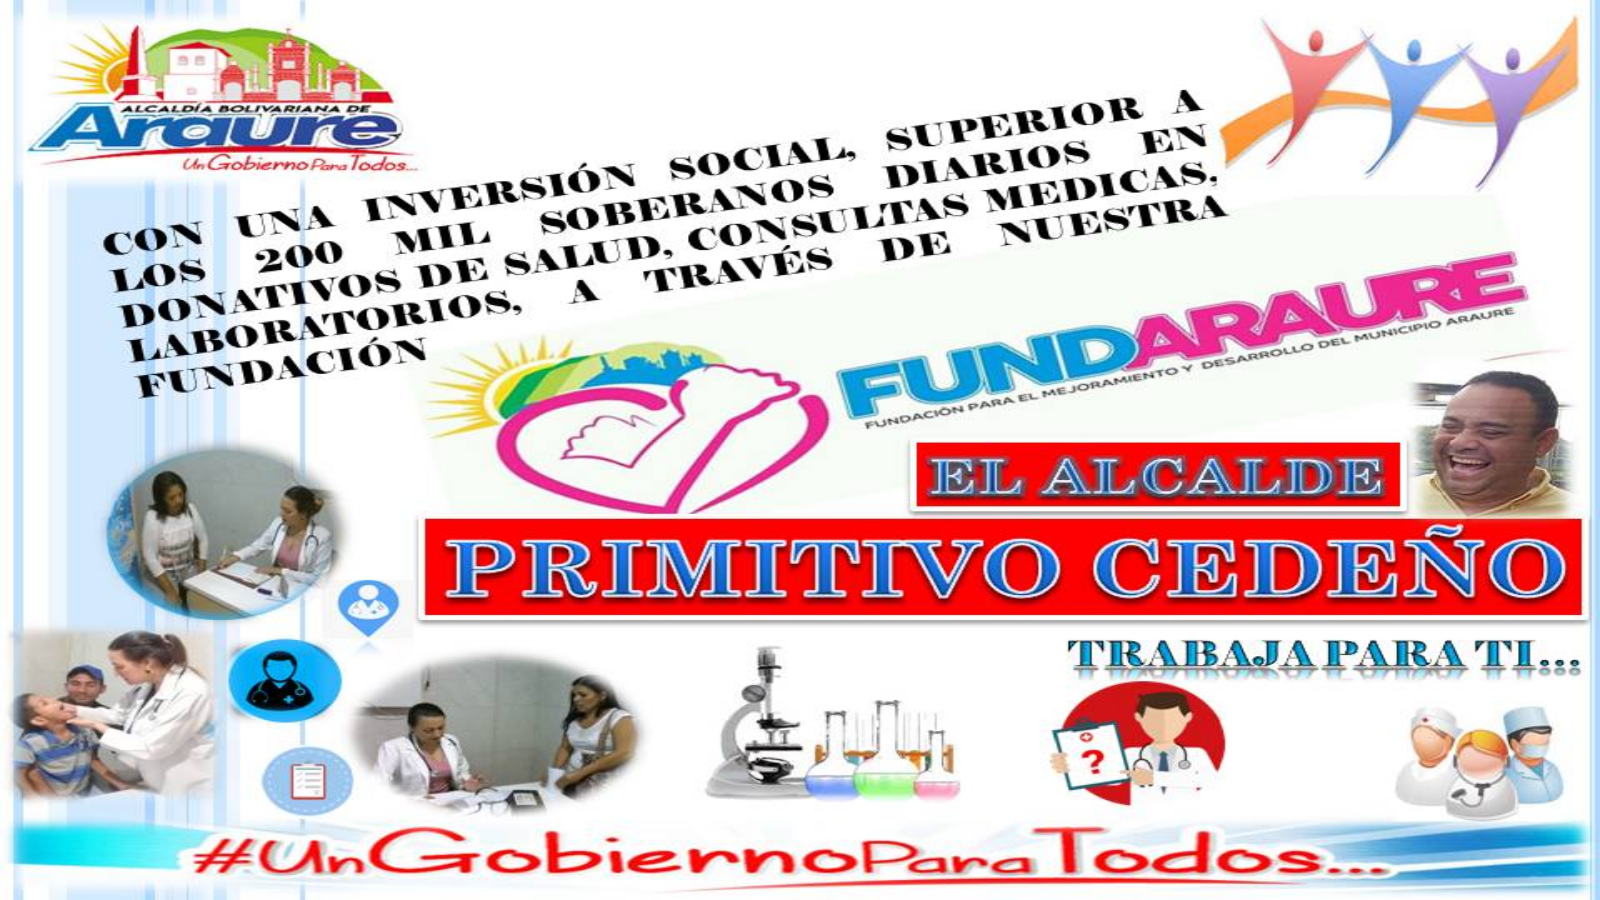 ALCALDÍA BOLIVARIANA DE
Araure
Un Gobierno Para Todos...
CON UNA INVERSIÓN SOCIAL, SUPERIOR A
LOS 200 MIL SOBERANOS DIARIOS EN
DONATIVOS DE SALUD, CONSULTAS MEDICAS,
LABORATORIOS, A TRAVÉS DE NUESTRA
FUNDACIÓN
FUNDARAURE
FUNDACIÓN PARA EL MEJORAMIENTO Y DESARROLLO DEL MUNICIPIO ARAURE
EL ALCALDE
PRIMITIVO CEDEÑO
TRABAJA PARA TI...
?
#UnGobiernoParaTodos...